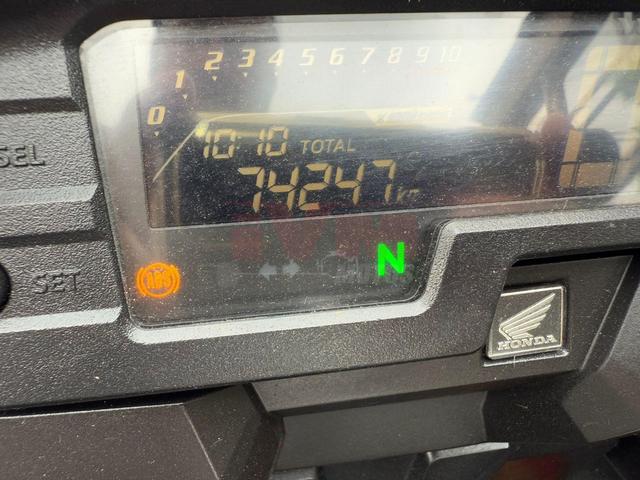 0 1 2 3 4 5 6 7 8 9 10
10:10 TOTAL
SEL
74247 km
ABS
N
SET
HONDA